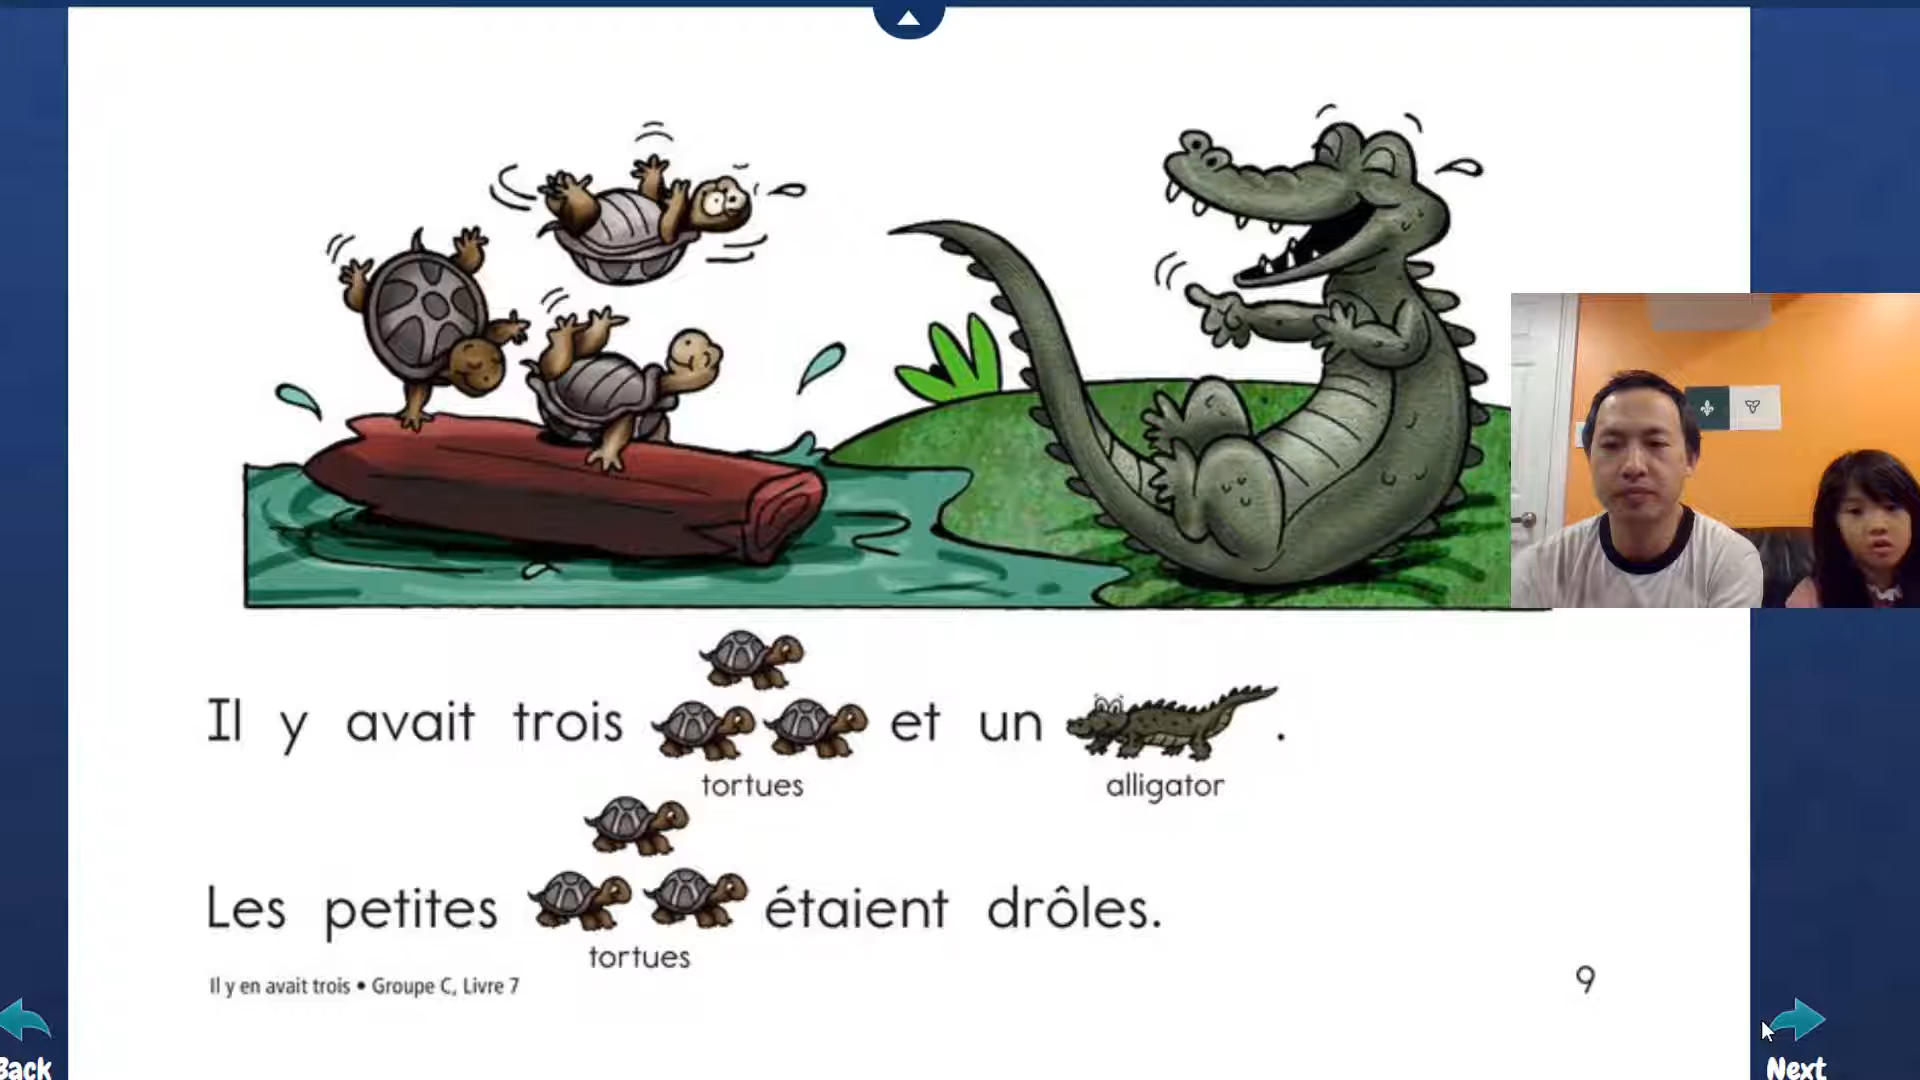 Il y avait trois et un .
tortues alligator
Les petites étaient drôles.
tortues
Il y en avait trois • Groupe C, Livre 7
9
Back
Next